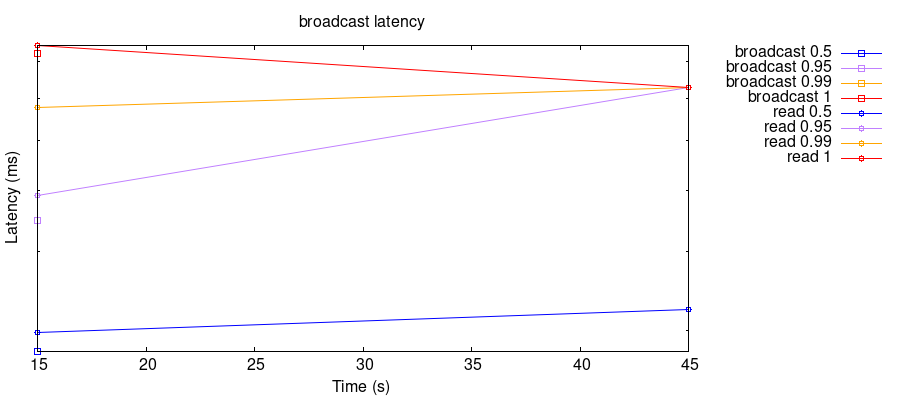 broadcast latency
broadcast 0.5
broadcast 0.95
broadcast 0.99
broadcast 1
read 0.5
read 0.95
read 0.99
read 1
Latency (ms)
15 20 25 30 35 40 45
Time (s)